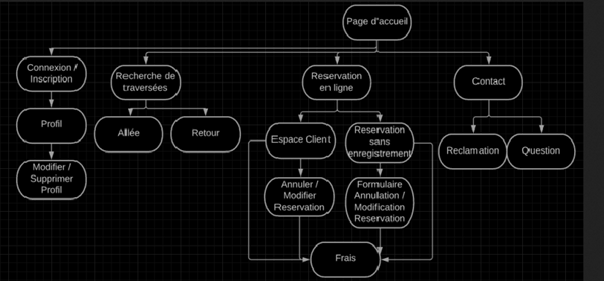 Page d'accueil
Connexion /
Inscription
Recherche de
traversées
Reservation
en ligne
Contact
Profil
Allée
Retour
Espace Client
Reservation
sans
enregistrement
Reclamation
Question
Modifier /
Supprimer
Profil
Annuler /
Modifier
Reservation
Formulaire
Annullation /
Modification
Reservation
Frais